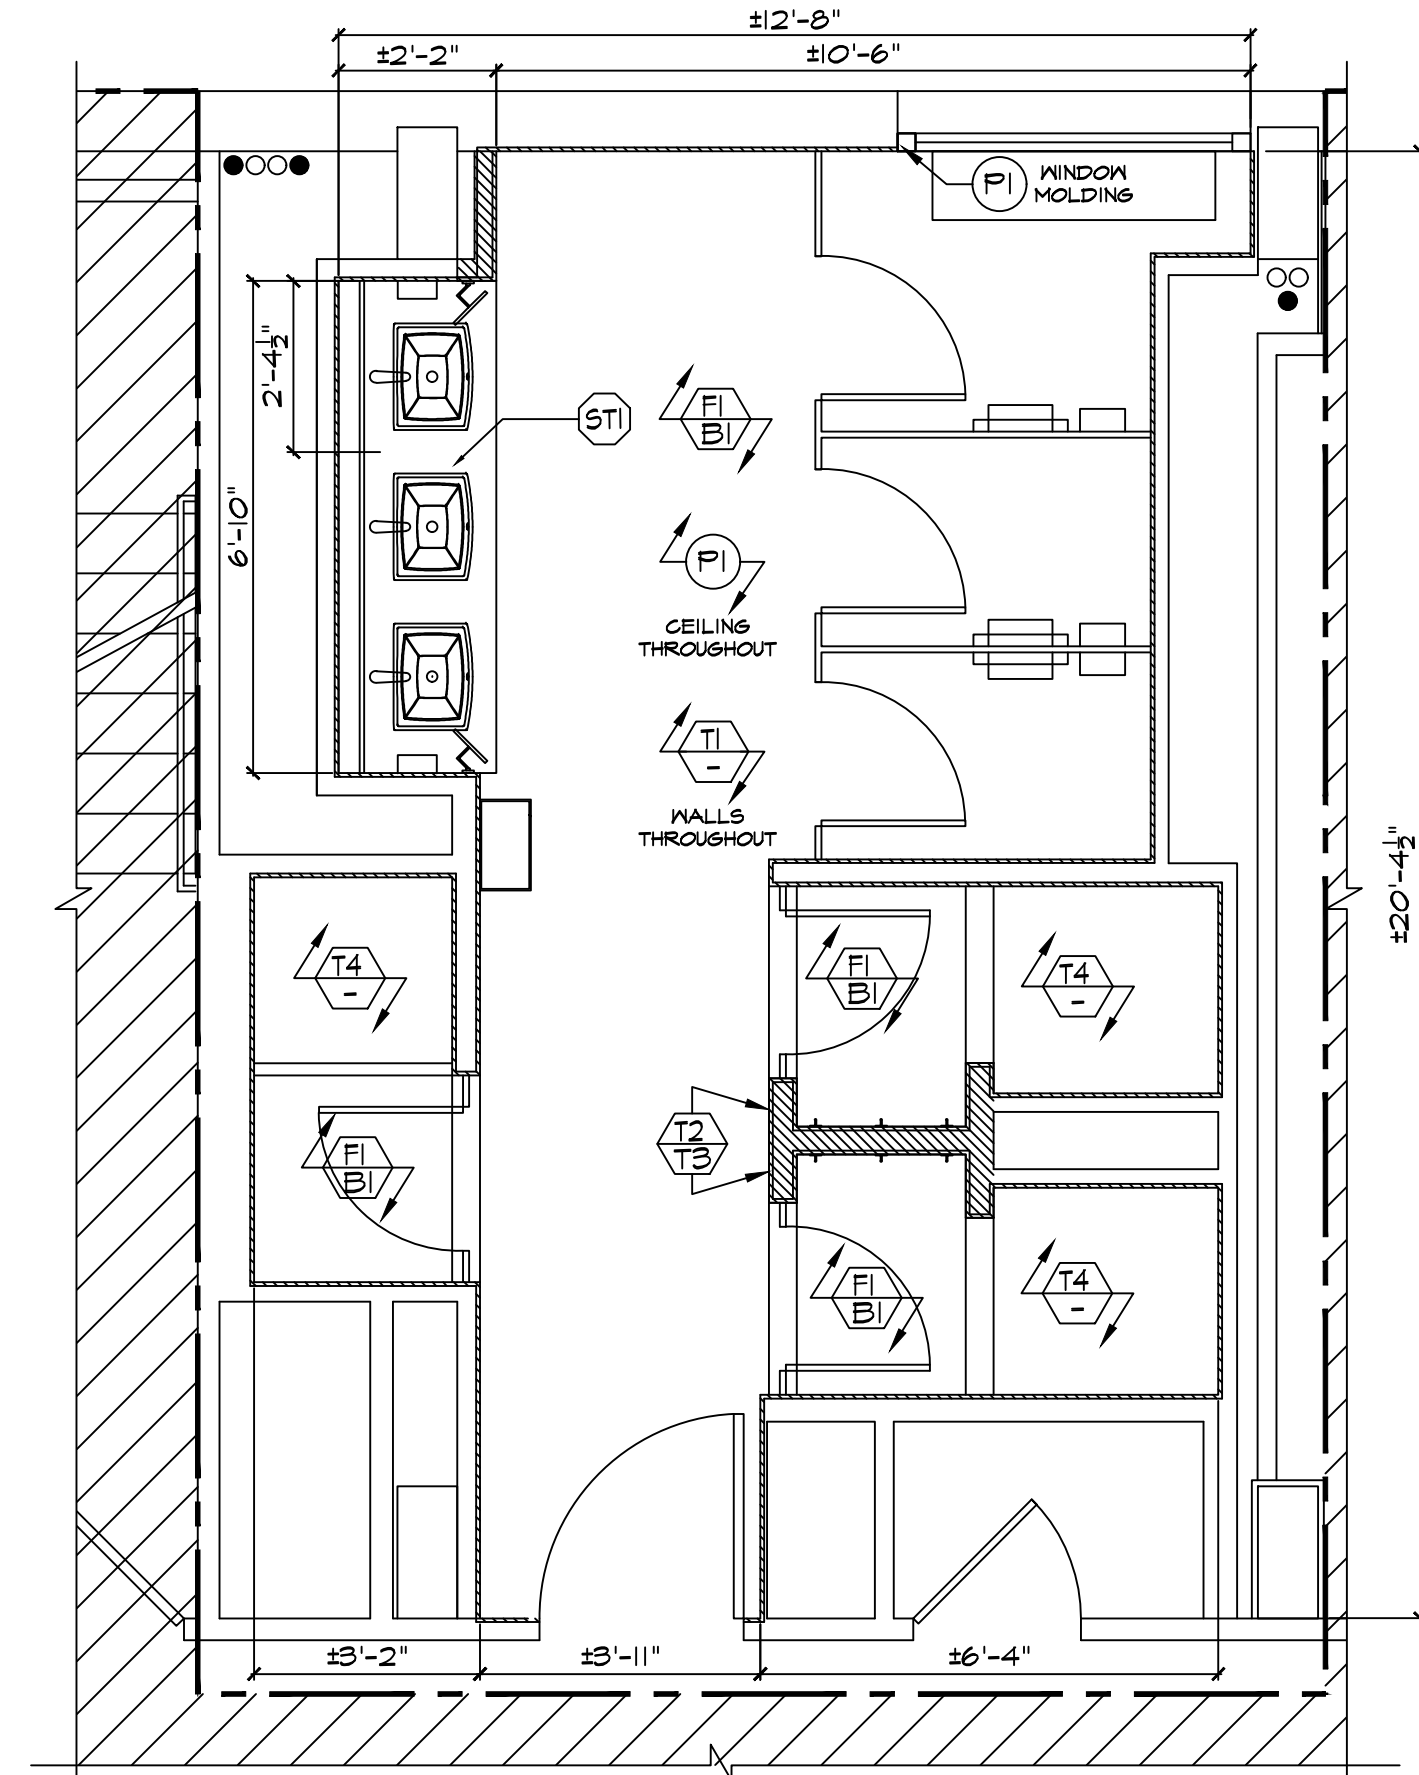 ±12'-8"
±2'-2"
±10'-6"
P1
WINDOW
MOLDING
2'-4½"
6'-10"
ST1
F1
B1
P1
CEILING
THROUGHOUT
T1
-
WALLS
THROUGHOUT
±20'-4½"
T4
-
F1
B1
T4
-
T2
T3
F1
B1
F1
B1
T4
-
±3'-2"
±3'-11"
±6'-4"